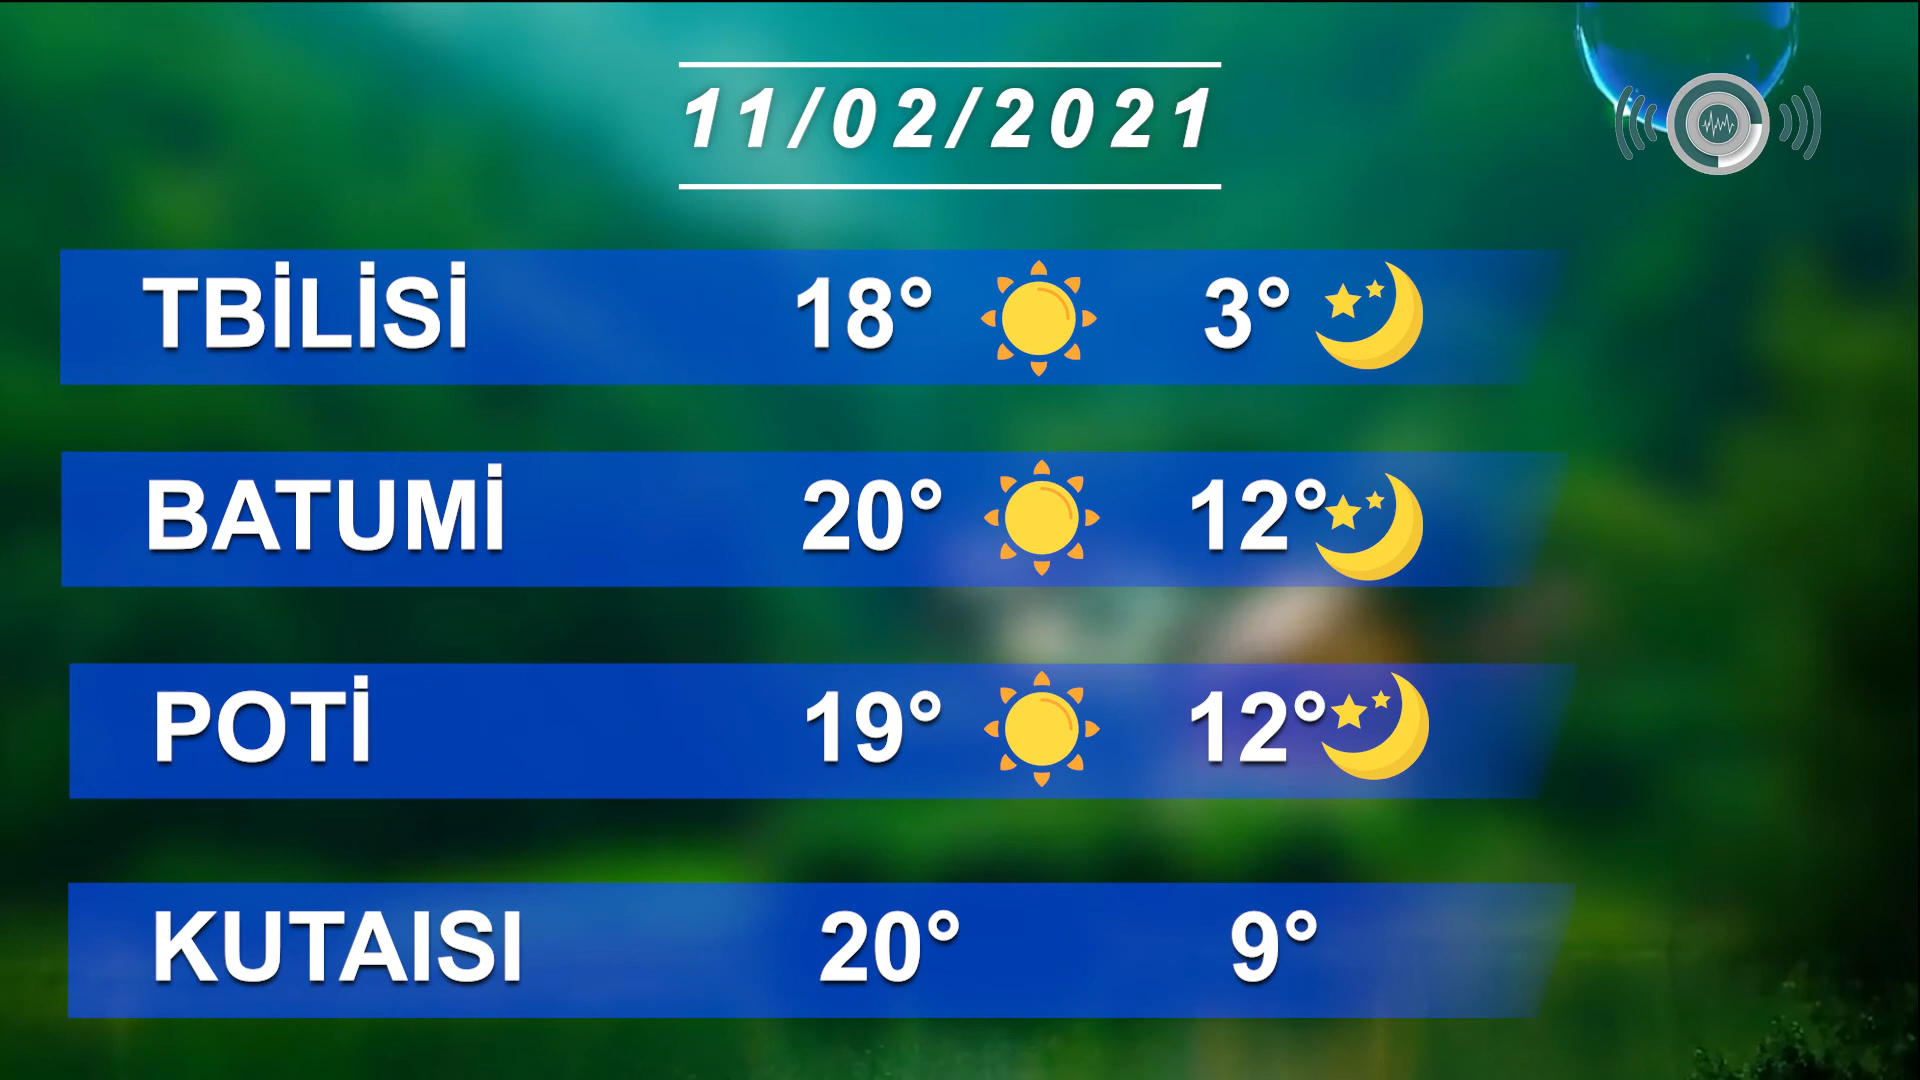 11/02/2021
TBİLİSİ 18° 3°
BATUMİ 20° 12°
POTİ 19° 12°
KUTAISI 20° 9°